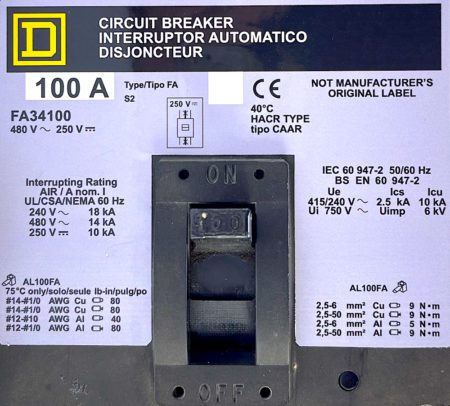 D
CIRCUIT BREAKER
INTERRUPTOR AUTOMATICO
DISJONCTEUR
100 A
Type/Tipo FA
S2
250 V ⎓
CE
40°C
HACR TYPE
tipo CAAR
NOT MANUFACTURER'S
ORIGINAL LABEL
FA34100
480 V ~ 250 V ⎓
Interrupting Rating
AIR / A nom. I
UL/CSA/NEMA 60 Hz
240 V ~ 18 kA
480 V ~ 14 kA
250 V ⎓ 10 kA
ON
100
OFF
IEC 60 947-2 50/60 Hz
BS EN 60 947-2
Ue Ics Icu
415/240 V ~ 2.5 kA 10 kA
Ui 750 V ~ Uimp 6 kV
AL100FA
75°C only/solo/seule lb-in/pulg/po
#14-#1/0 AWG Cu 80
#14-#1/0 AWG Cu 80
#12-#10 AWG Al 40
#12-#1/0 AWG Al 80
AL100FA
2,5-6 mm² Cu 9 N•m
2,5-50 mm² Cu 9 N•m
2,5-6 mm² Al 5 N•m
2,5-50 mm² Al 9 N•m